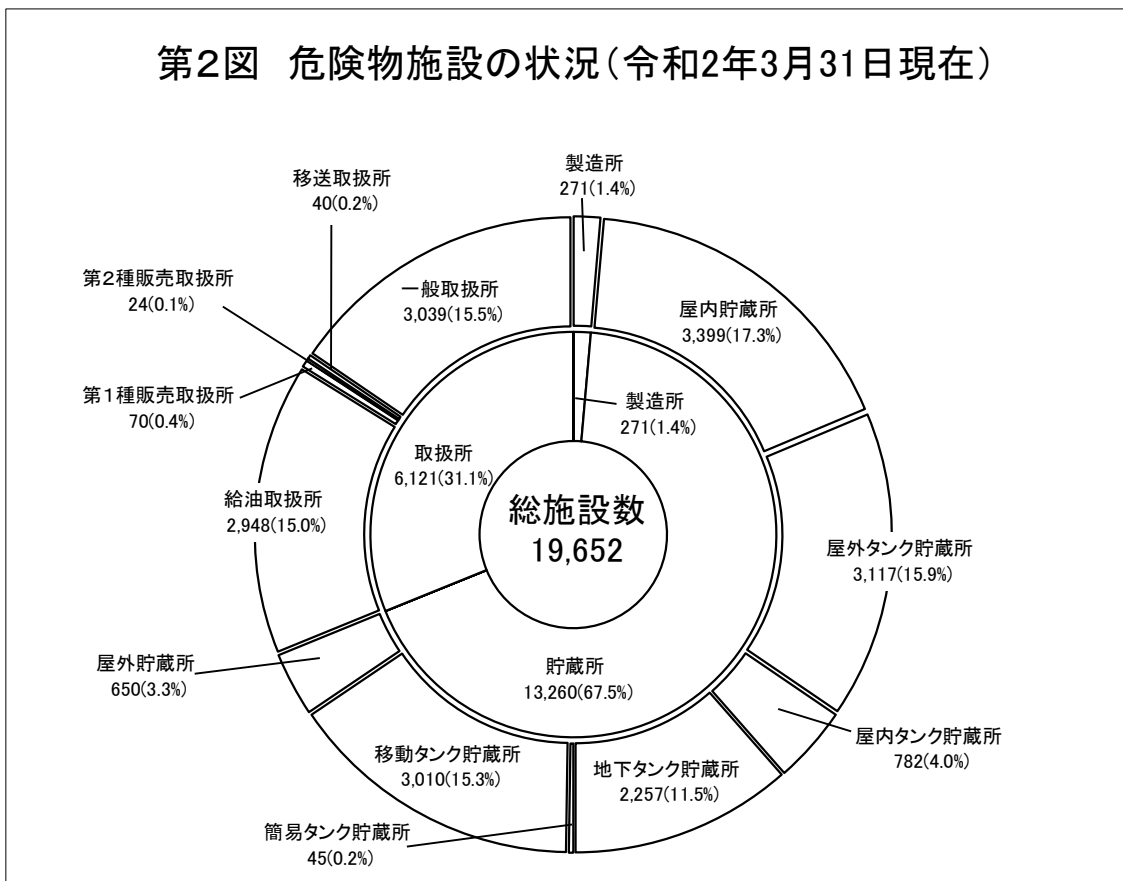 第2図 危険物施設の状況(令和2年3月31日現在)
製造所
271(1.4%)
移送取扱所
40(0.2%)
第2種販売取扱所
24(0.1%)
一般取扱所
3,039(15.5%)
屋内貯蔵所
3,399(17.3%)
第1種販売取扱所
70(0.4%)
製造所
271(1.4%)
取扱所
6,121(31.1%)
給油取扱所
2,948(15.0%)
総施設数
19,652
屋外タンク貯蔵所
3,117(15.9%)
屋外貯蔵所
650(3.3%)
貯蔵所
13,260(67.5%)
屋内タンク貯蔵所
782(4.0%)
移動タンク貯蔵所
3,010(15.3%)
地下タンク貯蔵所
2,257(11.5%)
簡易タンク貯蔵所
45(0.2%)